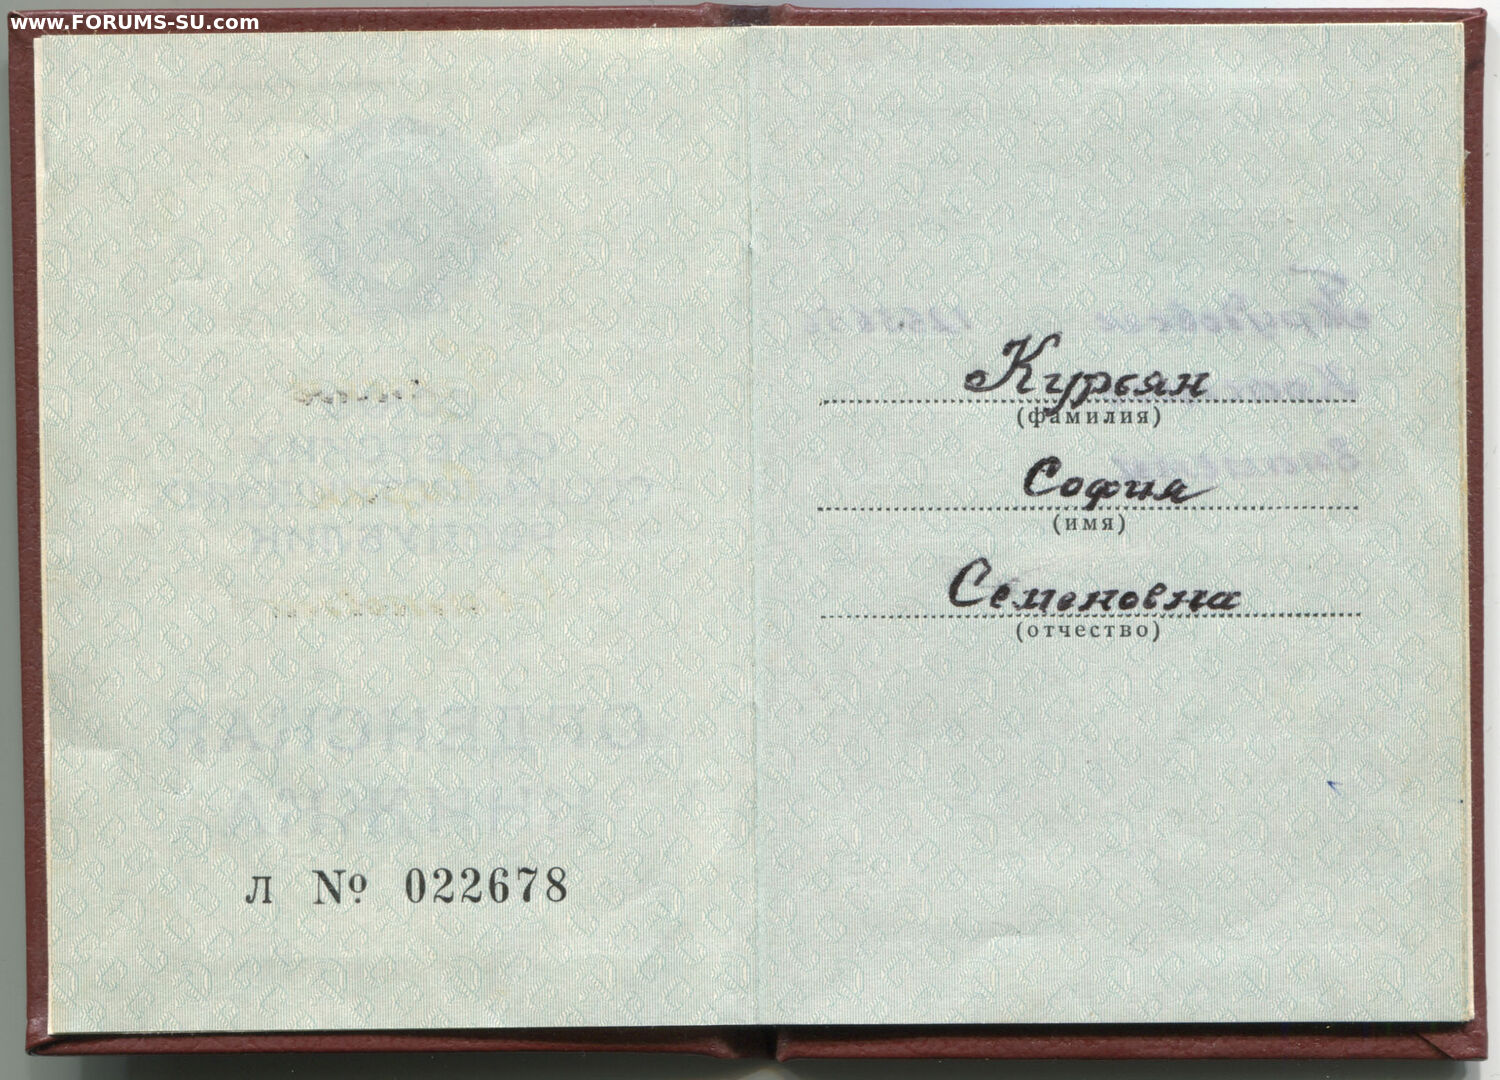 www.FORUMS-SU.com
Л № 022678
Курьян
(фамилия)
София
(имя)
Семеновна
(отчество)